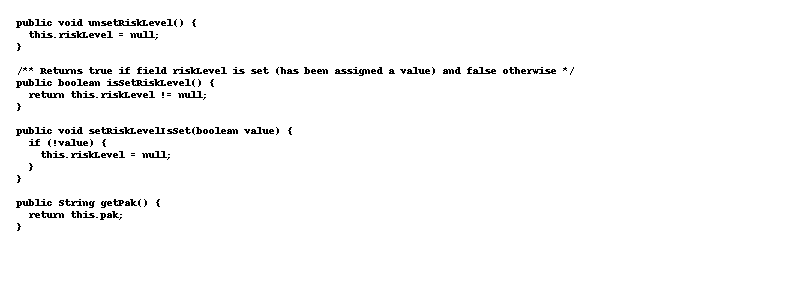 public void unsetRiskLevel() {
  this.riskLevel = null;
}

/** Returns true if field riskLevel is set (has been assigned a value) and false otherwise */
public boolean isSetRiskLevel() {
  return this.riskLevel != null;
}

public void setRiskLevelIsSet(boolean value) {
  if (!value) {
    this.riskLevel = null;
  }
}

public String getPak() {
  return this.pak;
}